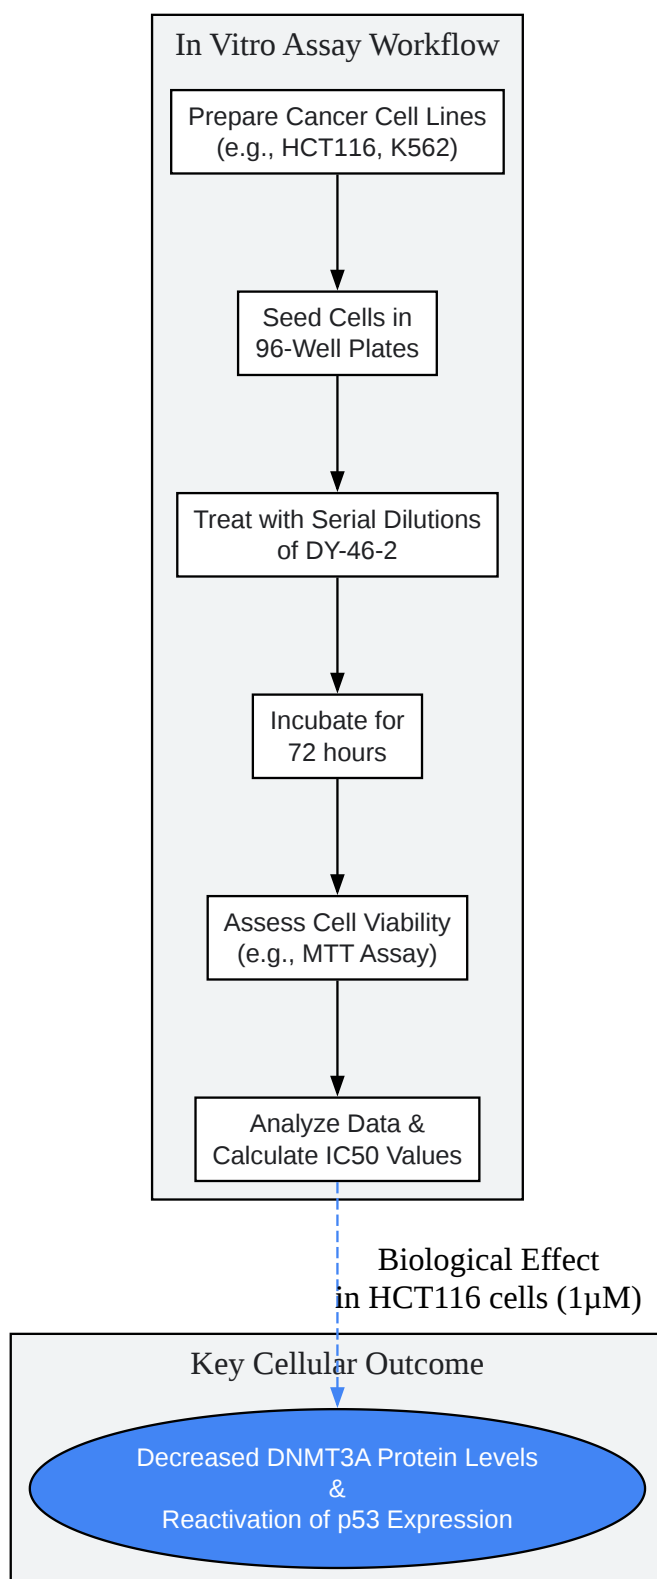 In Vitro Assay Workflow
Prepare Cancer Cell Lines
(e.g., HCT116, K562)
Seed Cells in
96-Well Plates
Treat with Serial Dilutions
of DY-46-2
Incubate for
72 hours
Assess Cell Viability
(e.g., MTT Assay)
Analyze Data &
Calculate IC50 Values
Biological Effect
in HCT116 cells (1µM)
Key Cellular Outcome
Decreased DNMT3A Protein Levels
&
Reactivation of p53 Expression